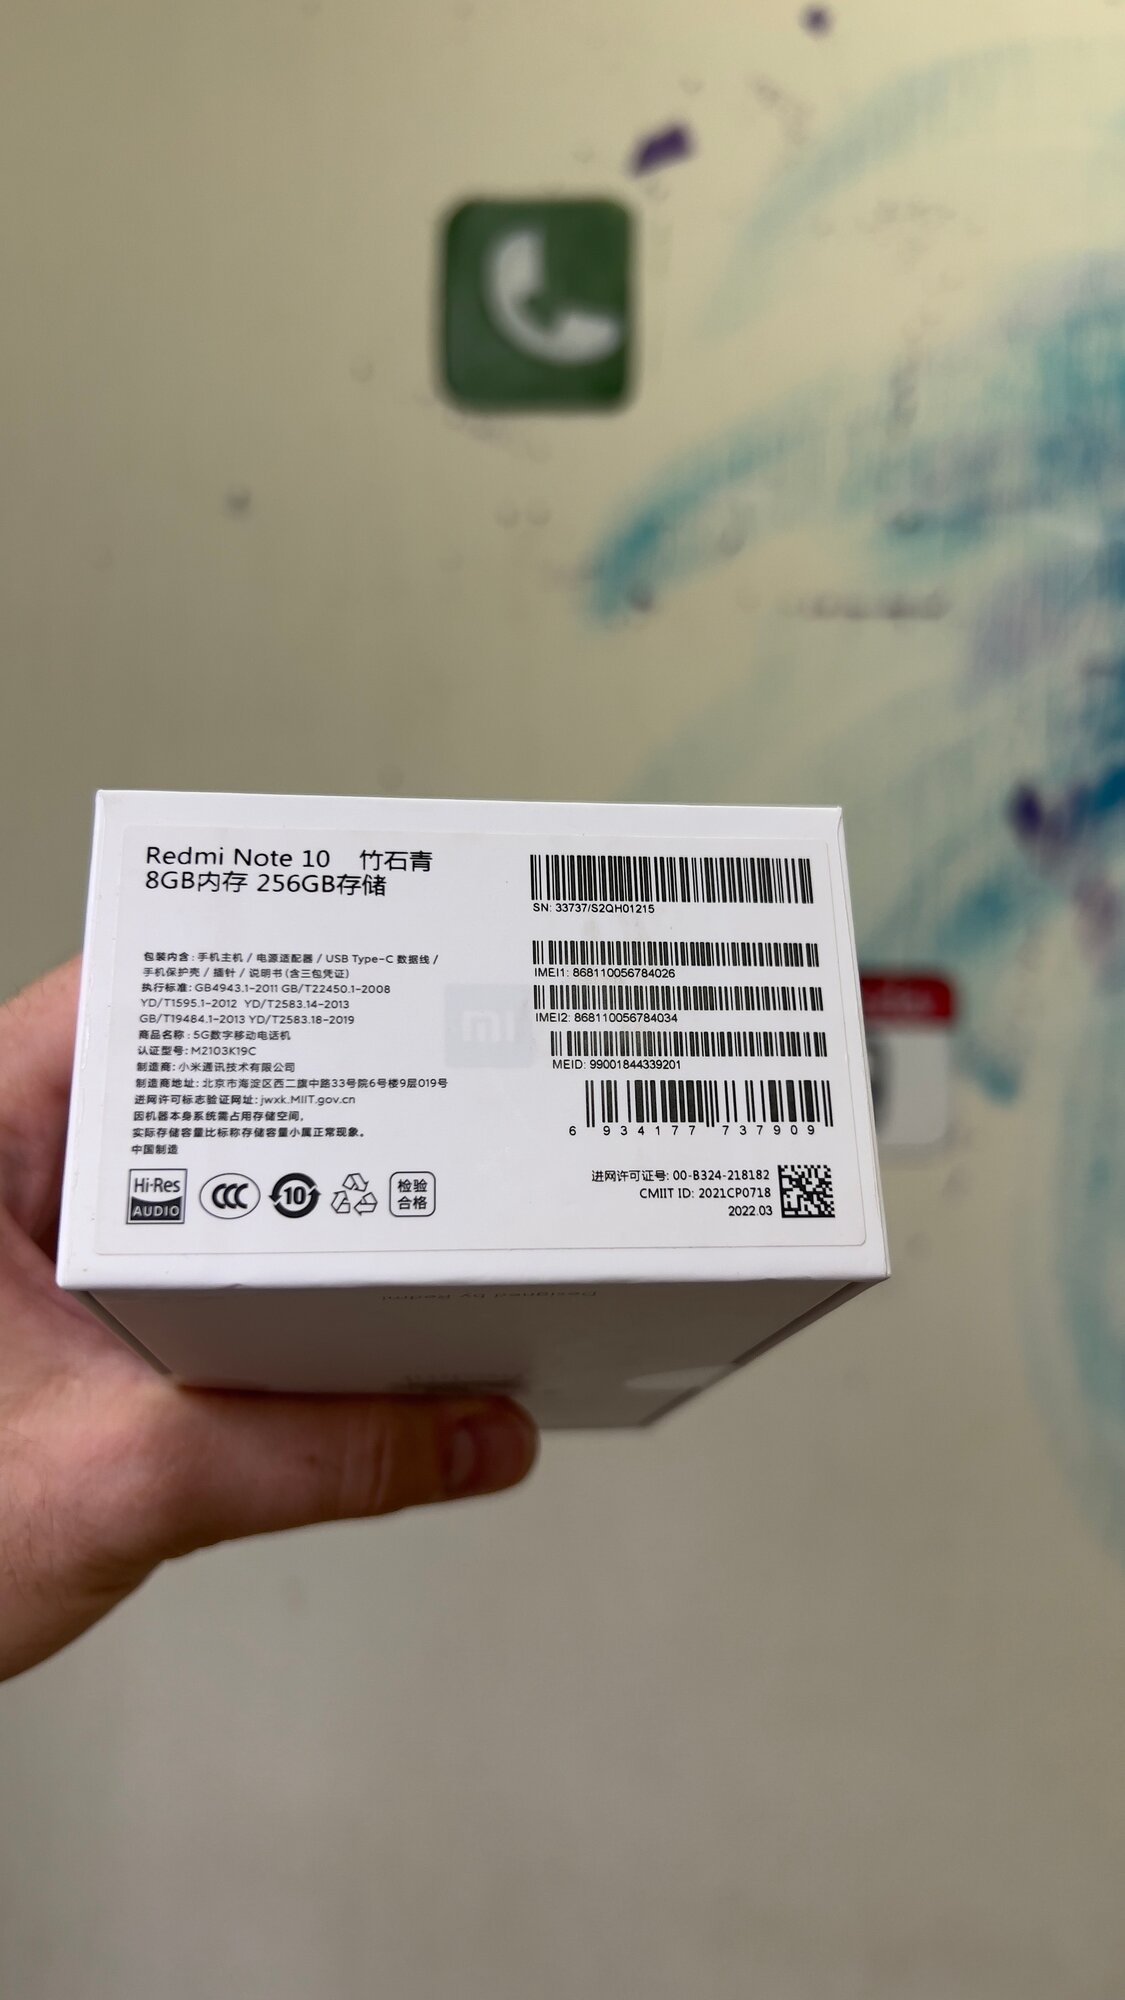 Redmi Note 10 竹石青
8GB内存 256GB存储
包装内含: 手机主机 / 电源适配器 / USB Type-C 数据线 /
手机保护壳 / 插针 / 说明书(含三包凭证)
执行标准: GB4943.1-2011 GB/T22450.1-2008
YD/T1595.1-2012 YD/T2583.14-2013
GB/T19484.1-2013 YD/T2583.18-2019
商品名称: 5G数字移动电话机
认证型号: M2103K19C
制造商: 小米通讯技术有限公司
制造商地址: 北京市海淀区西二旗中路33号院6号楼9层019号
进网许可标志验证网址: jwxk.MIIT.gov.cn
因机器本身系统需占用存储空间,
实际存储容量比标称存储容量小属正常现象。
中国制造
Hi-Res
AUDIO
CCC
10
检验
合格
SN: 33737/S2QH01215
IMEI1: 868110056784026
IMEI2: 868110056784034
MEID: 99001844339201
6 934177 737909
进网许可证号: 00-B324-218182
CMIIT ID: 2021CP0718
2022.03
mi
Designed by Redmi